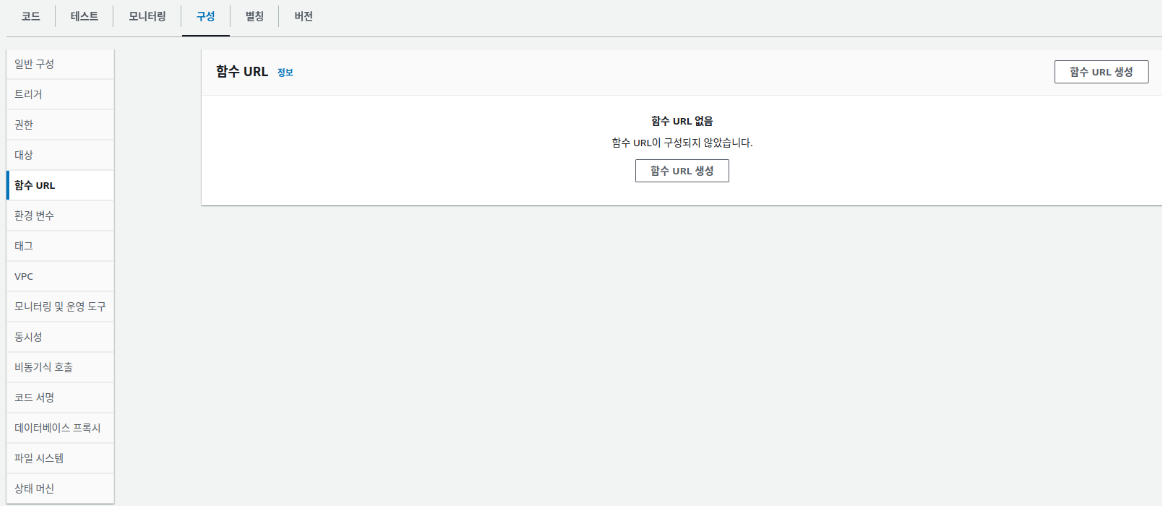 코드 테스트 모니터링 구성 별칭 버전
일반 구성
트리거
권한
대상
함수 URL
환경 변수
태그
VPC
모니터링 및 운영 도구
동시성
비동기식 호출
코드 서명
데이터베이스 프록시
파일 시스템
상태 머신
함수 URL 정보 함수 URL 생성
함수 URL 없음
함수 URL이 구성되지 않았습니다.
함수 URL 생성